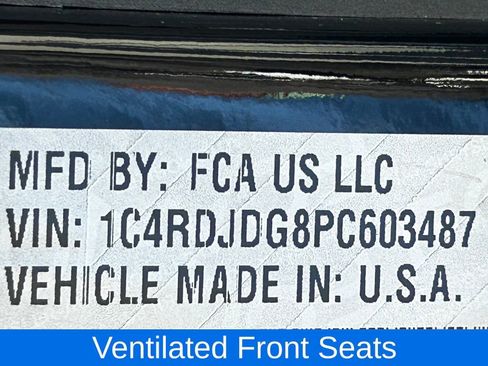 MFD BY: FCA US LLC
VIN: 1C4RDJDG8PC603487
VEHICLE MADE IN: U.S.A.
Ventilated Front Seats